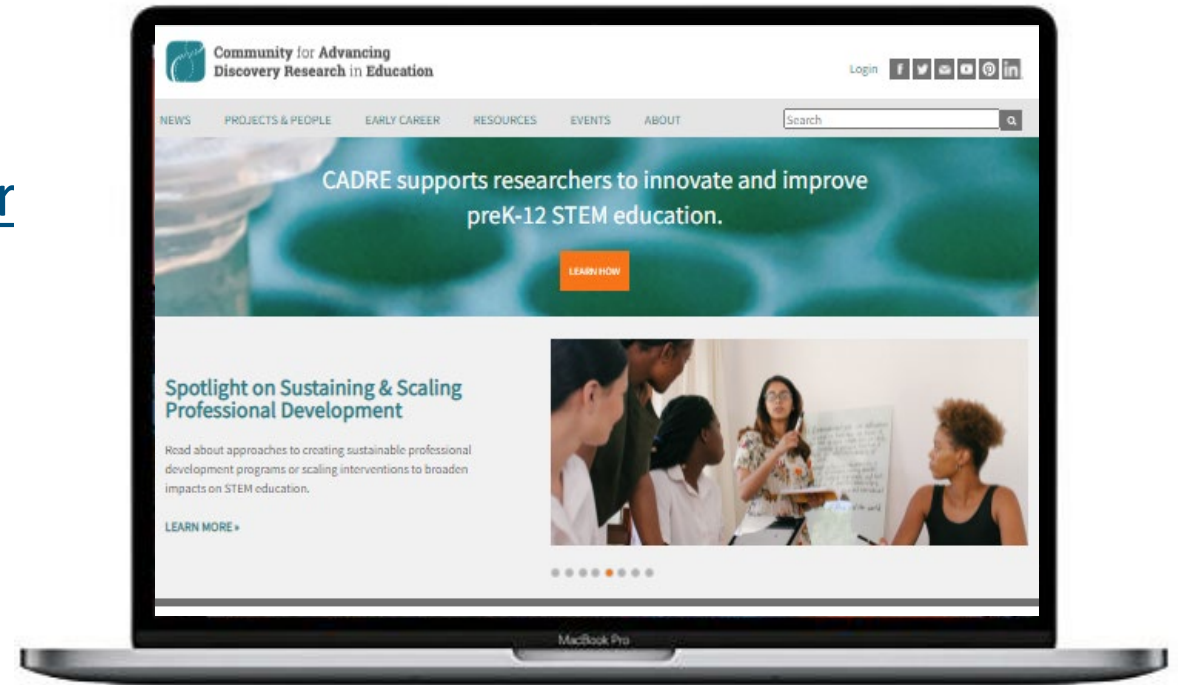 r
Community for Advancing
Discovery Research in Education
Login
NEWS PROJECTS & PEOPLE EARLY CAREER RESOURCES EVENTS ABOUT Search
CADRE supports researchers to innovate and improve
preK-12 STEM education.
LEARN HOW
Spotlight on Sustaining & Scaling
Professional Development
Read about approaches to creating sustainable professional
development programs or scaling interventions to broaden
impacts on STEM education.
LEARN MORE »
MacBook Pro